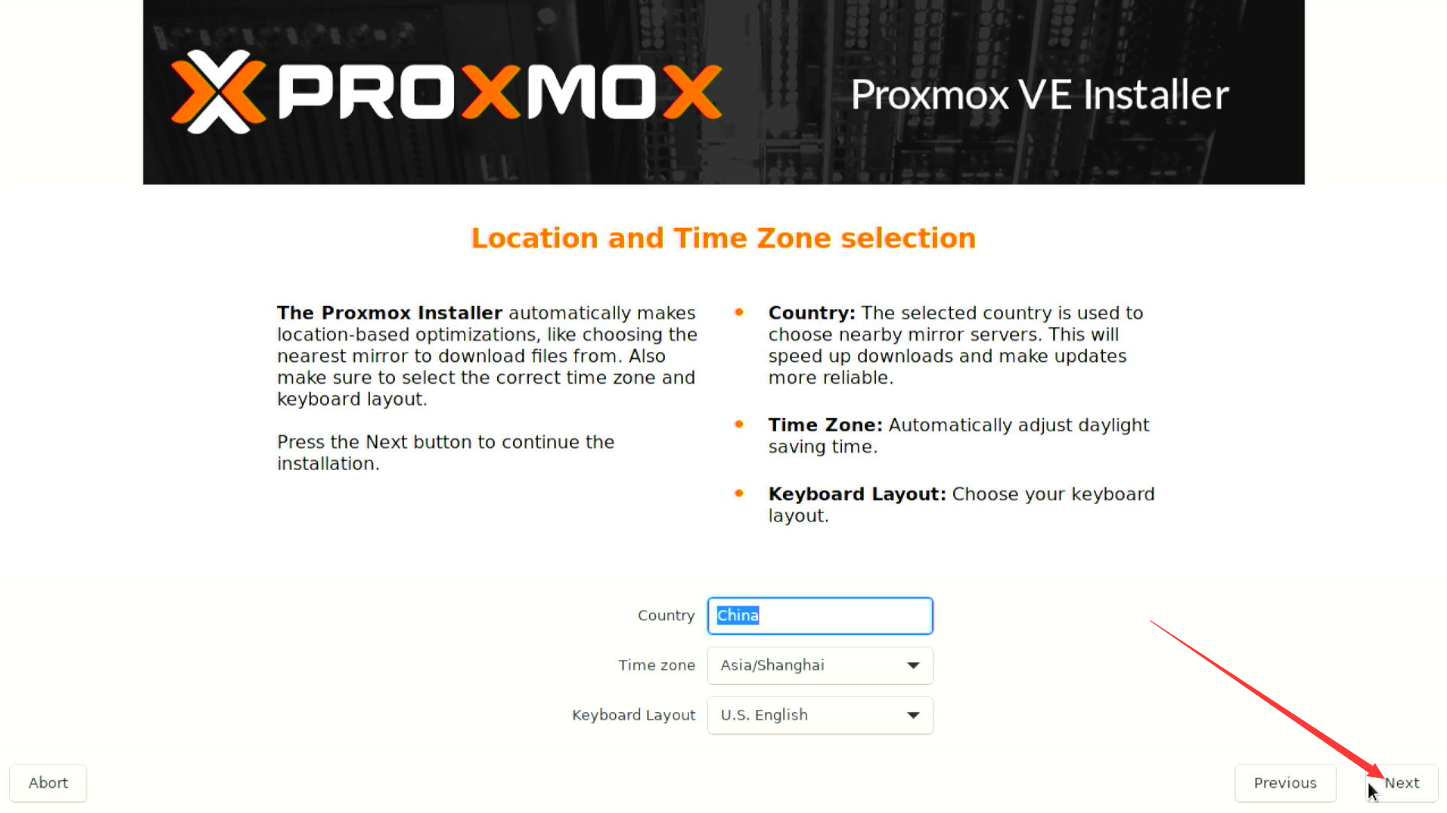 PROXMOX
Proxmox VE Installer
Location and Time Zone selection
The Proxmox Installer automatically makes
location-based optimizations, like choosing the
nearest mirror to download files from. Also
make sure to select the correct time zone and
keyboard layout.
Press the Next button to continue the
installation.
Country: The selected country is used to
choose nearby mirror servers. This will
speed up downloads and make updates
more reliable.
Time Zone: Automatically adjust daylight
saving time.
Keyboard Layout: Choose your keyboard
layout.
Country China
Time zone Asia/Shanghai
Keyboard Layout U.S. English
Abort Previous Next